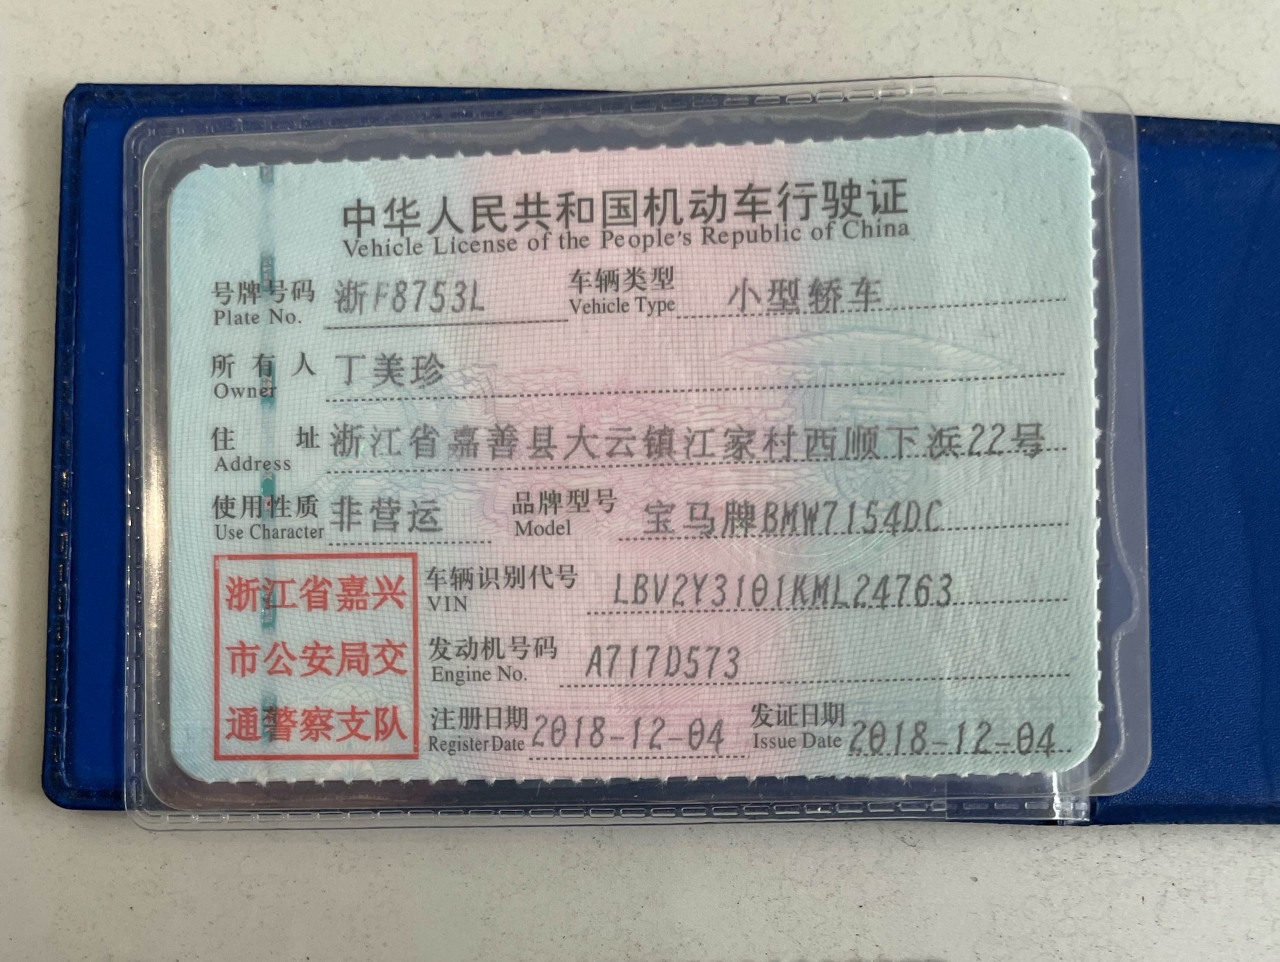 中华人民共和国机动车行驶证
Vehicle License of the People's Republic of China
号牌号码 浙F8753L 车辆类型 小型轿车
Plate No. Vehicle Type
所有人 丁美珍
Owner
住址 浙江省嘉善县大云镇江家村西顺下浜22号
Address
使用性质 非营运 品牌型号 宝马牌BMW7154DC
Use Character Model
浙江省嘉兴
市公安局交
通警察支队
车辆识别代号 LBV2Y3101KML24763
VIN
发动机号码 A717D573
Engine No.
注册日期 2018-12-04 发证日期 2018-12-04
Register Date Issue Date